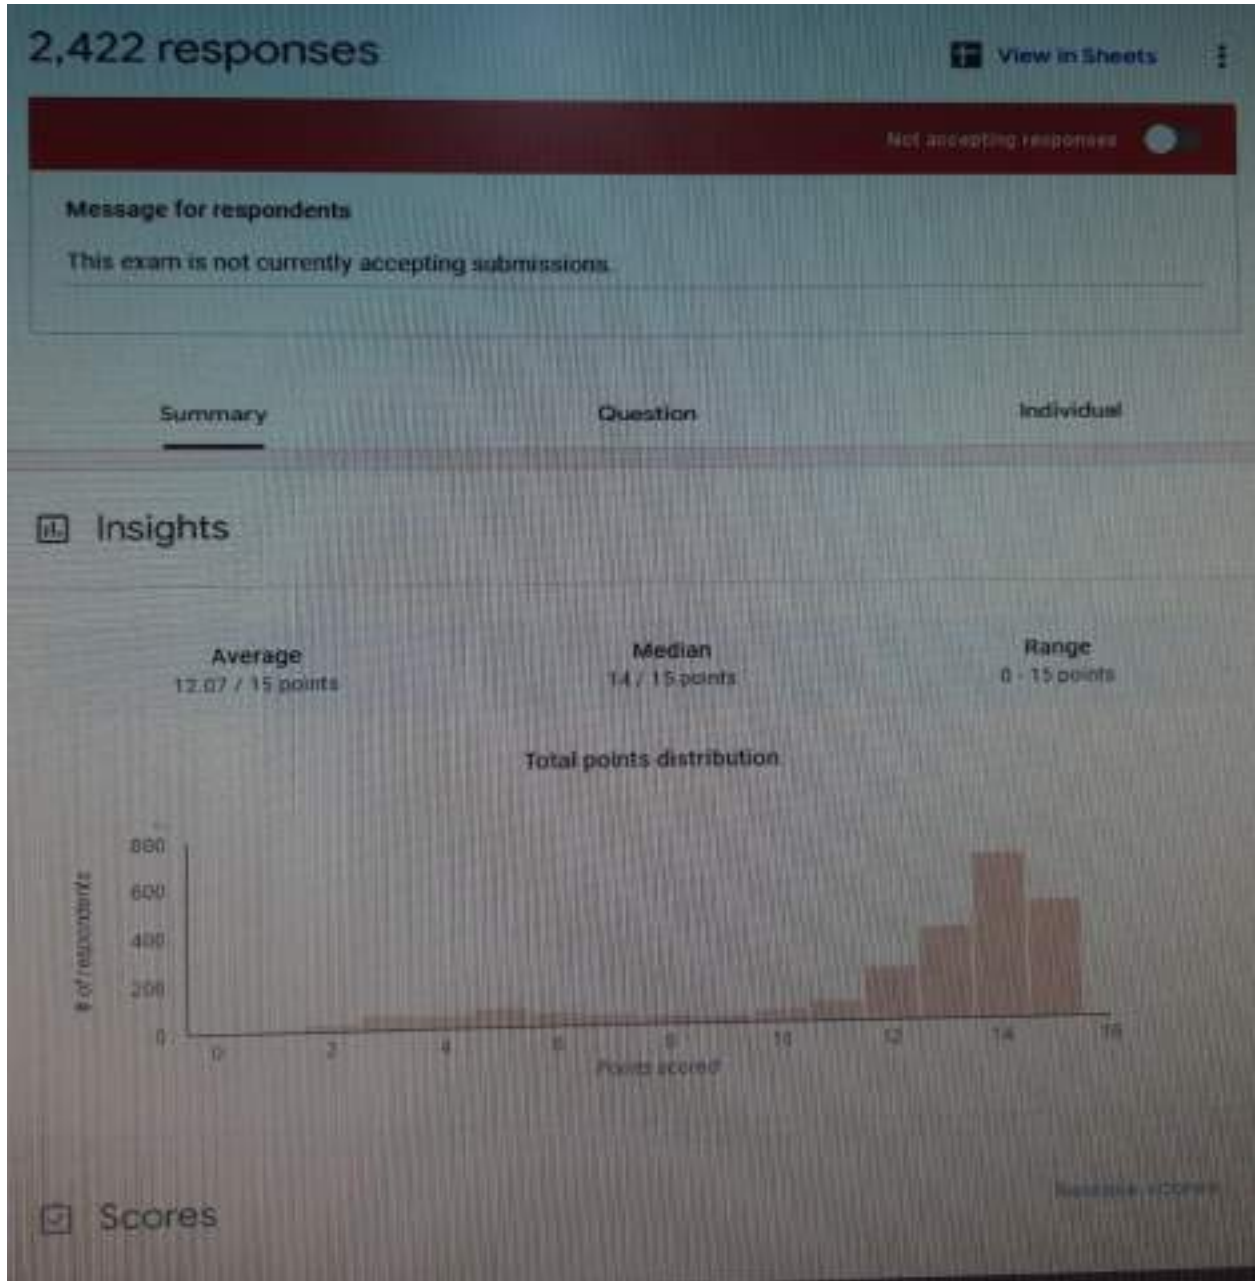 2,422 responses
View in Sheets
Not accepting responses
Message for respondents
This exam is not currently accepting submissions.
Summary Question Individual
Insights
Average Median Range
12.07 / 15 points 14 / 15 points 0 - 15 points
Total points distribution
800
600
400
200
0
# of respondents
0 2 4 6 8 10 12 14 16
Points scored
Scores